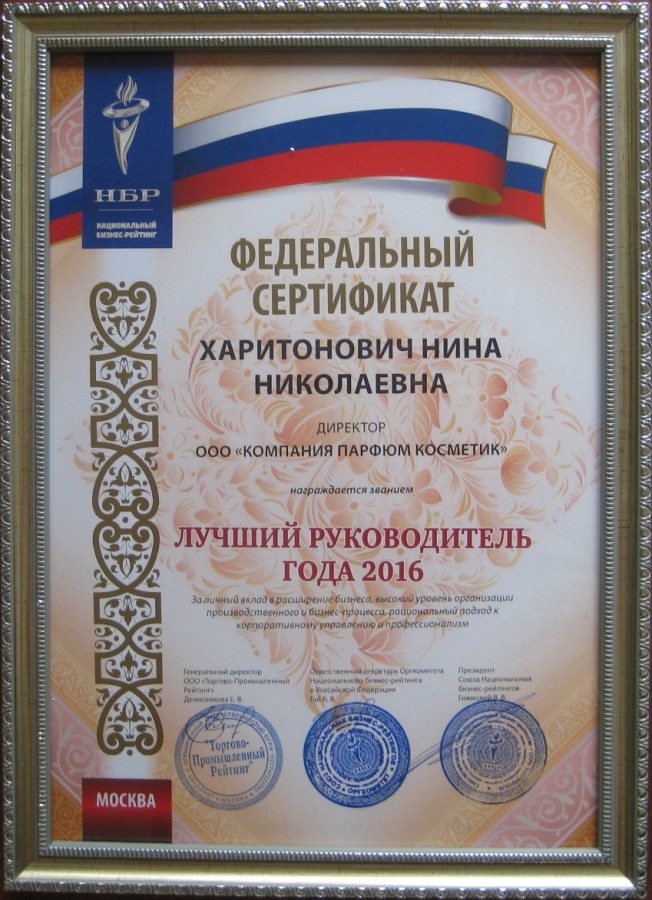 НБР
НАЦИОНАЛЬНЫЙ
БИЗНЕС-РЕЙТИНГ
ФЕДЕРАЛЬНЫЙ
СЕРТИФИКАТ
ХАРИТОНОВИЧ НИНА
НИКОЛАЕВНА
ДИРЕКТОР
ООО «КОМПАНИЯ ПАРФЮМ КОСМЕТИК»
награждается званием
ЛУЧШИЙ РУКОВОДИТЕЛЬ
ГОДА 2016
За личный вклад в расширение бизнеса, высокий уровень организации
производственного и бизнес-процесса, рациональный подход к
корпоративному управлению и профессионализм
Генеральный директор
ООО «Торгово-Промышленный
Рейтинг»
Денисенкова Е. В.
Ответственный секретарь Оргкомитета
Национального бизнес-рейтинга
в Российской Федерации
Гай К. В.
Президент
Союза Национальных
бизнес-рейтингов
Гижицкий В. В.
"Торгово-
Промышленный
Рейтинг"
МОСКВА